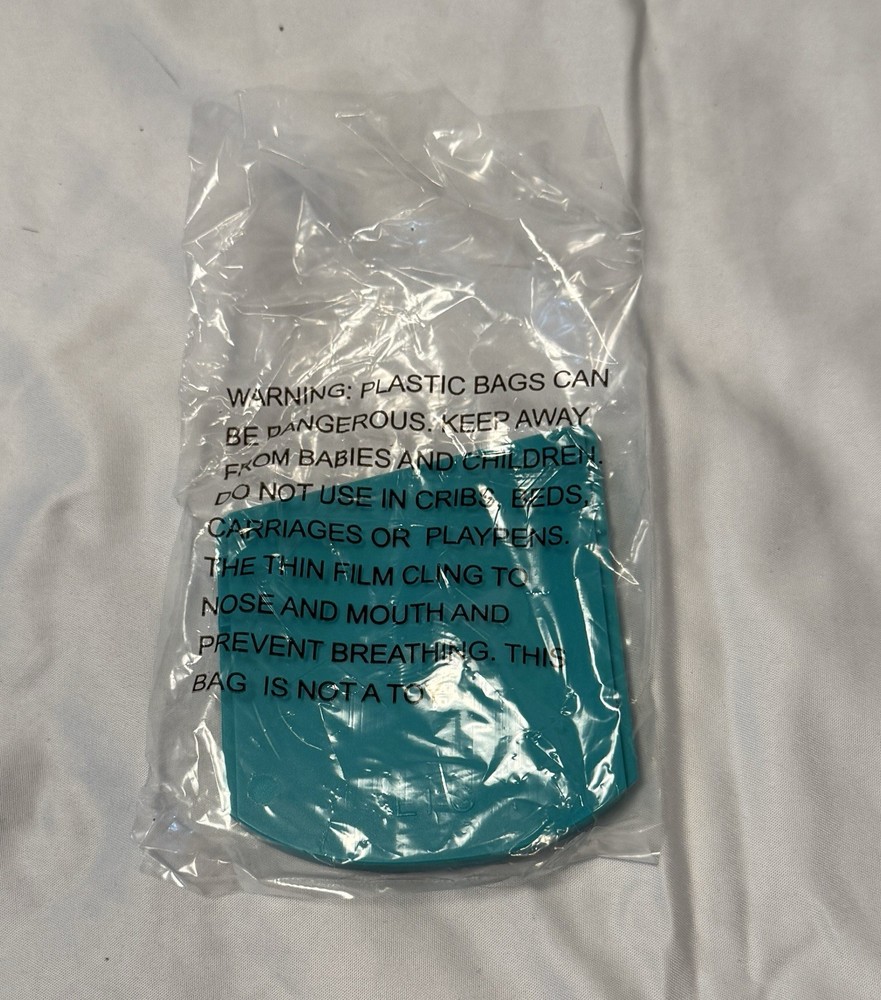 WARNING: PLASTIC BAGS CAN
BE DANGEROUS. KEEP AWAY
FROM BABIES AND CHILDREN.
DO NOT USE IN CRIBS, BEDS,
CARRIAGES OR PLAYPENS.
THE THIN FILM CLING TO
NOSE AND MOUTH AND
PREVENT BREATHING. THIS
BAG IS NOT A TOY